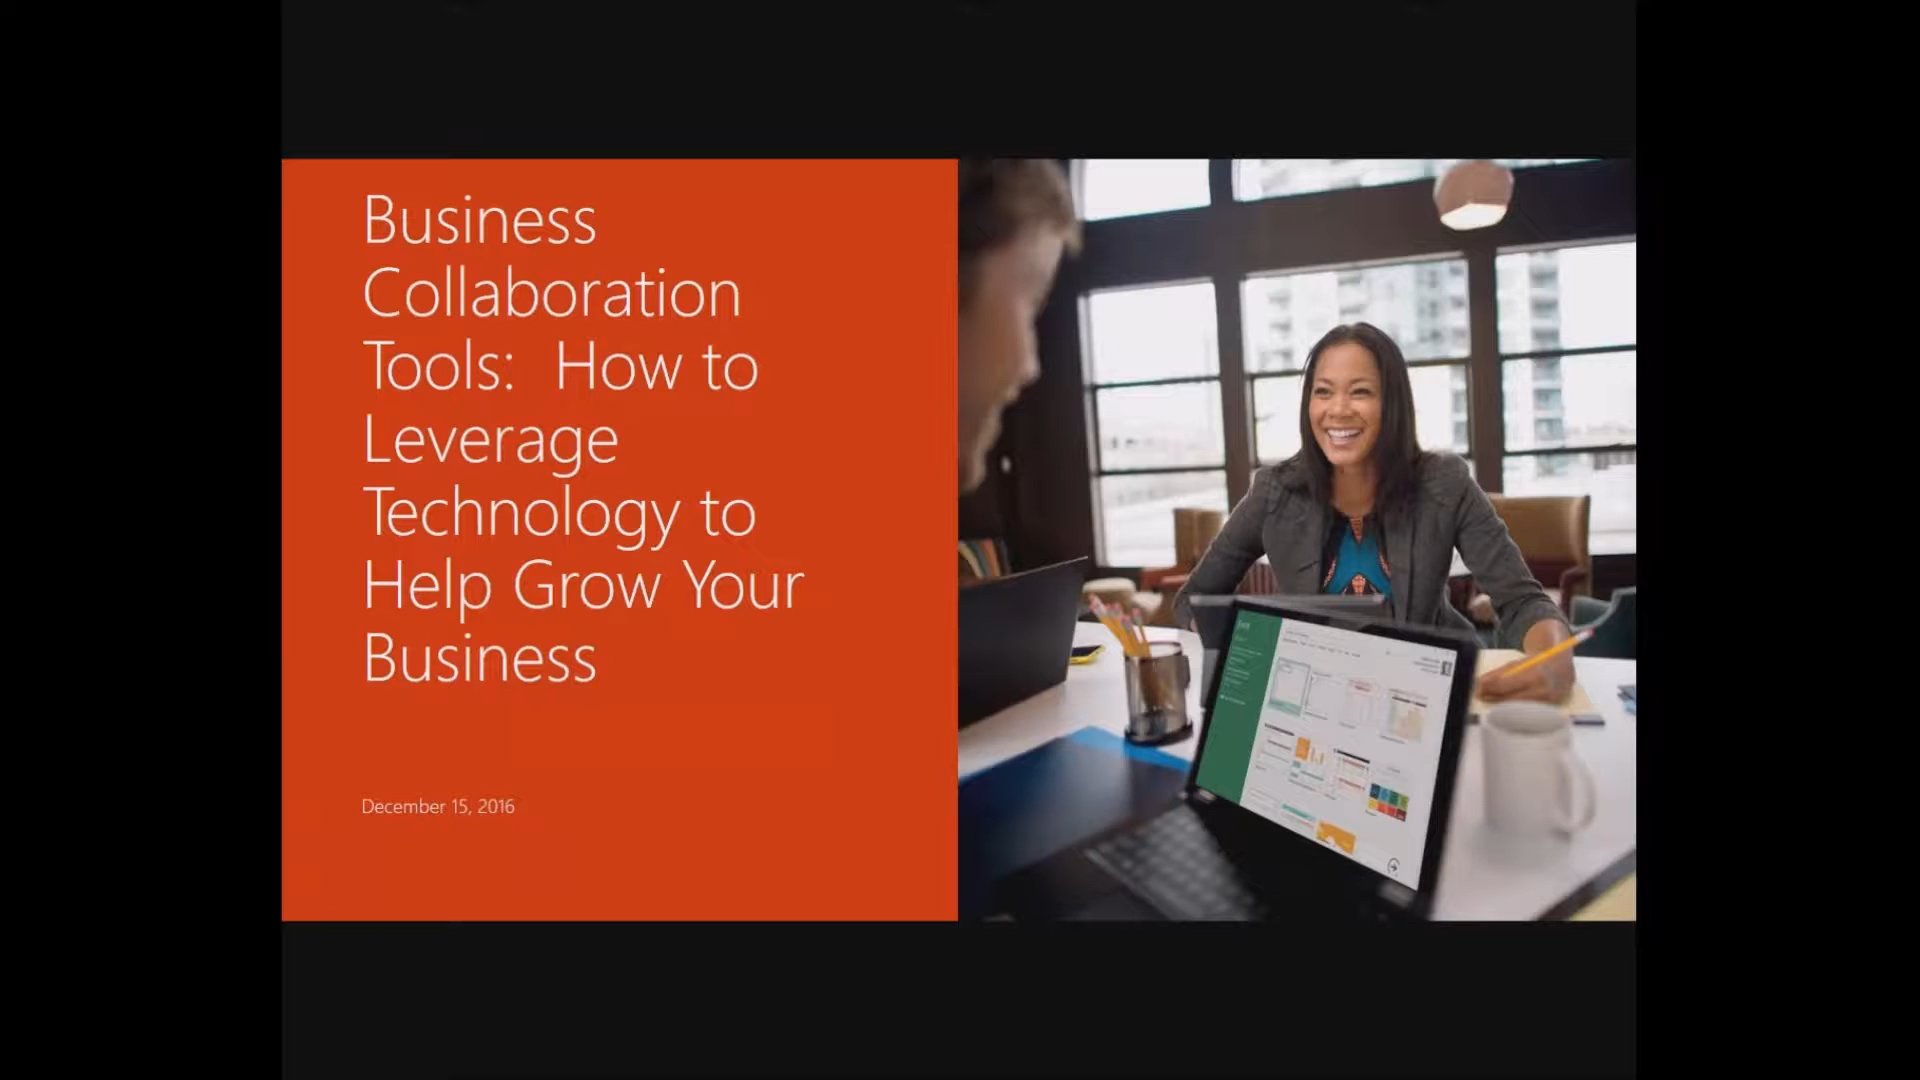 Business
Collaboration
Tools:  How to
Leverage
Technology to
Help Grow Your
Business
December 15, 2016